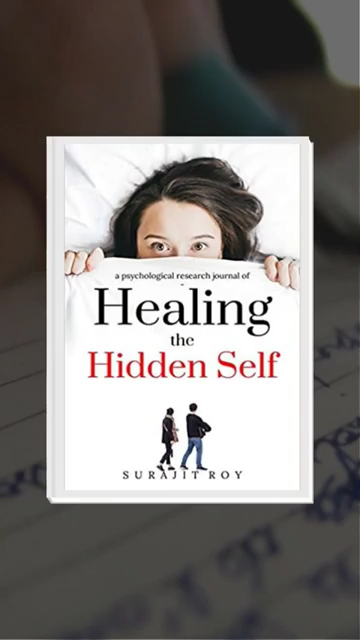 a psychological research journal of
Healing
the
Hidden Self
SURAJIT ROY